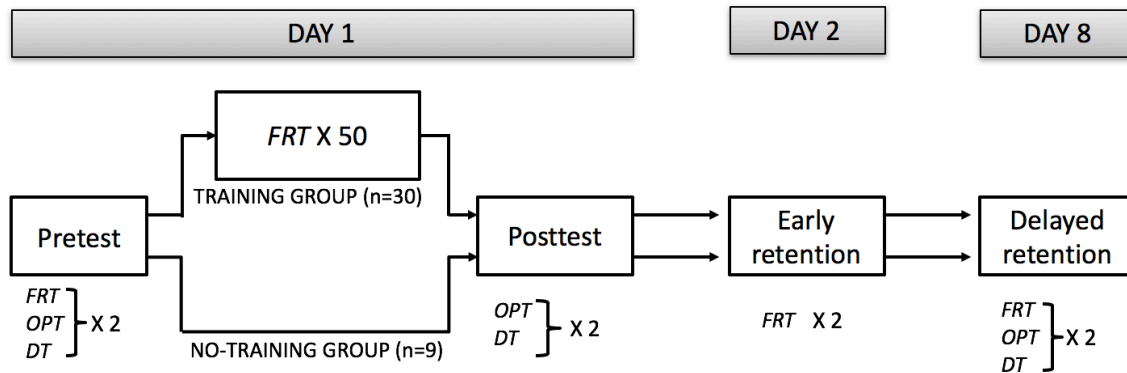 DAY 1
DAY 2
DAY 8
FRT X 50
TRAINING GROUP (n=30)
Pretest
Posttest
Early
retention
Delayed
retention
FRT
OPT
DT
X 2
NO-TRAINING GROUP (n=9)
OPT
DT
X 2
FRT X 2
FRT
OPT
DT
X 2